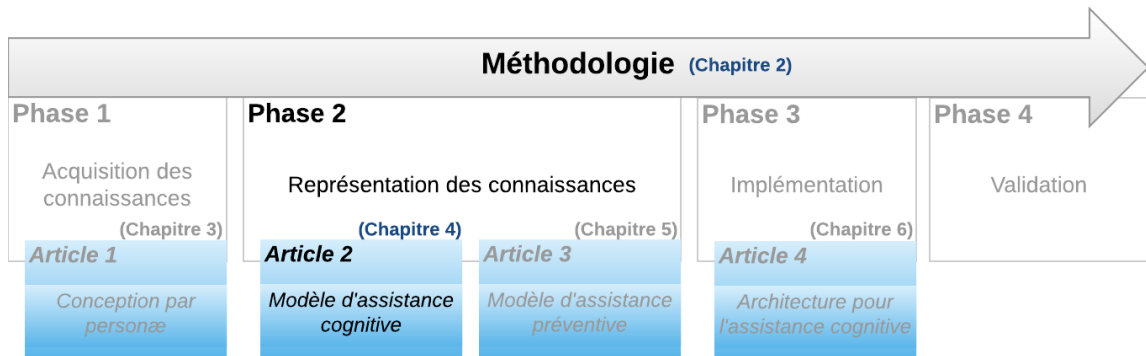 Méthodologie (Chapitre 2)
Phase 1
Acquisition des
connaissances
(Chapitre 3)
Article 1
Conception par
personæ
Phase 2
Représentation des connaissances
(Chapitre 4)
Article 2
Modèle d'assistance
cognitive
(Chapitre 5)
Article 3
Modèle d'assistance
préventive
Phase 3
Implémentation
(Chapitre 6)
Article 4
Architecture pour
l'assistance cognitive
Phase 4
Validation